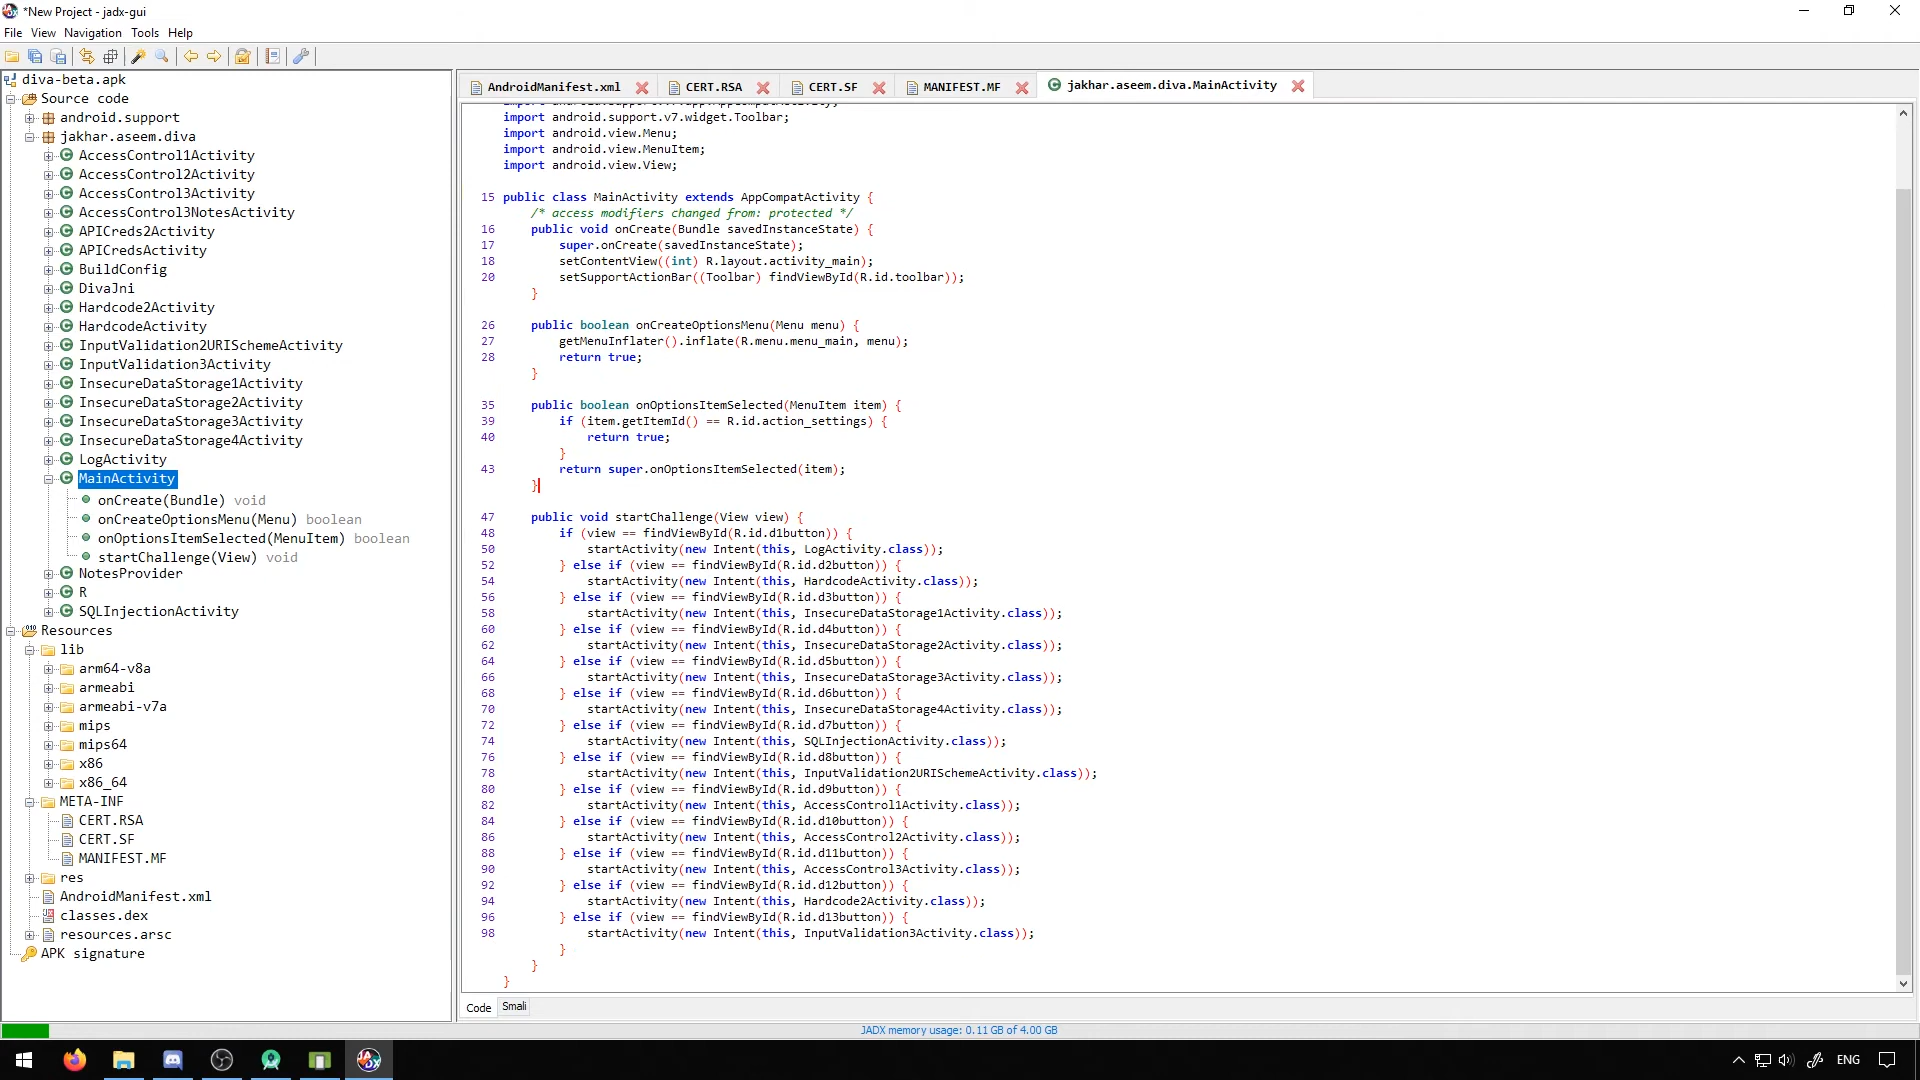 *New Project - jadx-gui
File View Navigation Tools Help
diva-beta.apk
Source code
android.support
jakhar.aseem.diva
AccessControl1Activity
AccessControl2Activity
AccessControl3Activity
AccessControl3NotesActivity
APICreds2Activity
APICredsActivity
BuildConfig
DivaJni
Hardcode2Activity
HardcodeActivity
InputValidation2URISchemeActivity
InputValidation3Activity
InsecureDataStorage1Activity
InsecureDataStorage2Activity
InsecureDataStorage3Activity
InsecureDataStorage4Activity
LogActivity
MainActivity
onCreate(Bundle) void
onCreateOptionsMenu(Menu) boolean
onOptionsItemSelected(MenuItem) boolean
startChallenge(View) void
NotesProvider
R
SQLInjectionActivity
Resources
lib
arm64-v8a
armeabi
armeabi-v7a
mips
mips64
x86
x86_64
META-INF
CERT.RSA
CERT.SF
MANIFEST.MF
res
AndroidManifest.xml
classes.dex
resources.arsc
APK signature
AndroidManifest.xml CERT.RSA CERT.SF MANIFEST.MF jakhar.aseem.diva.MainActivity
import android.support.v7.app.AppCompatActivity;
import android.support.v7.widget.Toolbar;
import android.view.Menu;
import android.view.MenuItem;
import android.view.View;
15 public class MainActivity extends AppCompatActivity {
/* access modifiers changed from: protected */
16 public void onCreate(Bundle savedInstanceState) {
17 super.onCreate(savedInstanceState);
18 setContentView((int) R.layout.activity_main);
20 setSupportActionBar((Toolbar) findViewById(R.id.toolbar));
}
26 public boolean onCreateOptionsMenu(Menu menu) {
27 getMenuInflater().inflate(R.menu.menu_main, menu);
28 return true;
}
35 public boolean onOptionsItemSelected(MenuItem item) {
39 if (item.getItemId() == R.id.action_settings) {
40 return true;
}
43 return super.onOptionsItemSelected(item);
}
47 public void startChallenge(View view) {
48 if (view == findViewById(R.id.d1button)) {
50 startActivity(new Intent(this, LogActivity.class));
52 } else if (view == findViewById(R.id.d2button)) {
54 startActivity(new Intent(this, HardcodeActivity.class));
56 } else if (view == findViewById(R.id.d3button)) {
58 startActivity(new Intent(this, InsecureDataStorage1Activity.class));
60 } else if (view == findViewById(R.id.d4button)) {
62 startActivity(new Intent(this, InsecureDataStorage2Activity.class));
64 } else if (view == findViewById(R.id.d5button)) {
66 startActivity(new Intent(this, InsecureDataStorage3Activity.class));
68 } else if (view == findViewById(R.id.d6button)) {
70 startActivity(new Intent(this, InsecureDataStorage4Activity.class));
72 } else if (view == findViewById(R.id.d7button)) {
74 startActivity(new Intent(this, SQLInjectionActivity.class));
76 } else if (view == findViewById(R.id.d8button)) {
78 startActivity(new Intent(this, InputValidation2URISchemeActivity.class));
80 } else if (view == findViewById(R.id.d9button)) {
82 startActivity(new Intent(this, AccessControl1Activity.class));
84 } else if (view == findViewById(R.id.d10button)) {
86 startActivity(new Intent(this, AccessControl2Activity.class));
88 } else if (view == findViewById(R.id.d11button)) {
90 startActivity(new Intent(this, AccessControl3Activity.class));
92 } else if (view == findViewById(R.id.d12button)) {
94 startActivity(new Intent(this, Hardcode2Activity.class));
96 } else if (view == findViewById(R.id.d13button)) {
98 startActivity(new Intent(this, InputValidation3Activity.class));
}
}
}
Code Smali
JADX memory usage: 0.11 GB of 4.00 GB
ENG